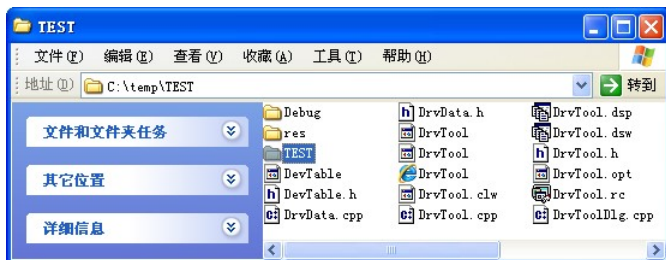 TEST
文件(F) 编辑(E) 查看(V) 收藏(A) 工具(T) 帮助(H)
地址(D) C:\temp\TEST 转到
文件和文件夹任务
其它位置
详细信息
Debug
res
TEST
DevTable
DevTable.h
DrvData.cpp
DrvData.h
DrvTool
DrvTool
DrvTool
DrvTool.clw
DrvTool.cpp
DrvTool.dsp
DrvTool.dsw
DrvTool.h
DrvTool.opt
DrvTool.rc
DrvToolDlg.cpp